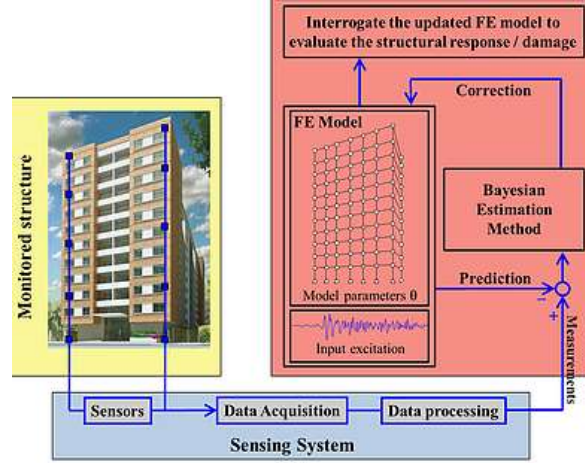 Interrogate the updated FE model to
evaluate the structural response / damage
Correction
FE Model
Monitored structure
Bayesian
Estimation
Method
Model parameters θ
Prediction
−
+
Measurements
Input excitation
Sensors
Data Acquisition
Data processing
Sensing System